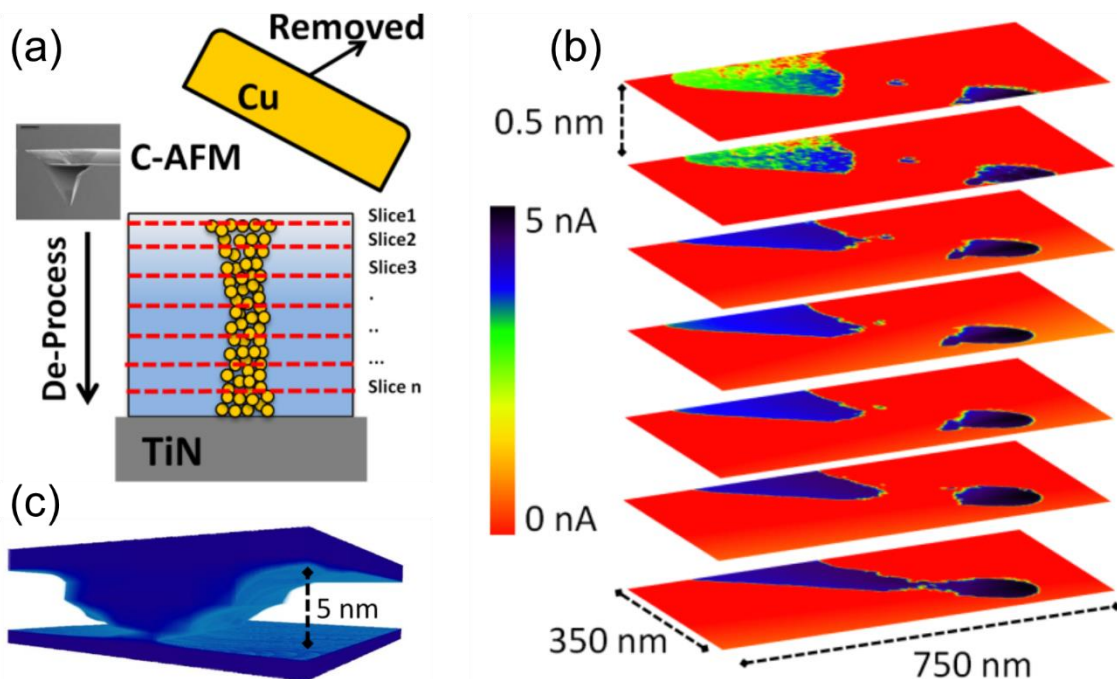 (a)
Removed
Cu
C-AFM
De-Process
Slice1
Slice2
Slice3
.
..
...
Slice n
TiN
(b)
0.5 nm
5 nA
0 nA
350 nm
750 nm
(c)
5 nm